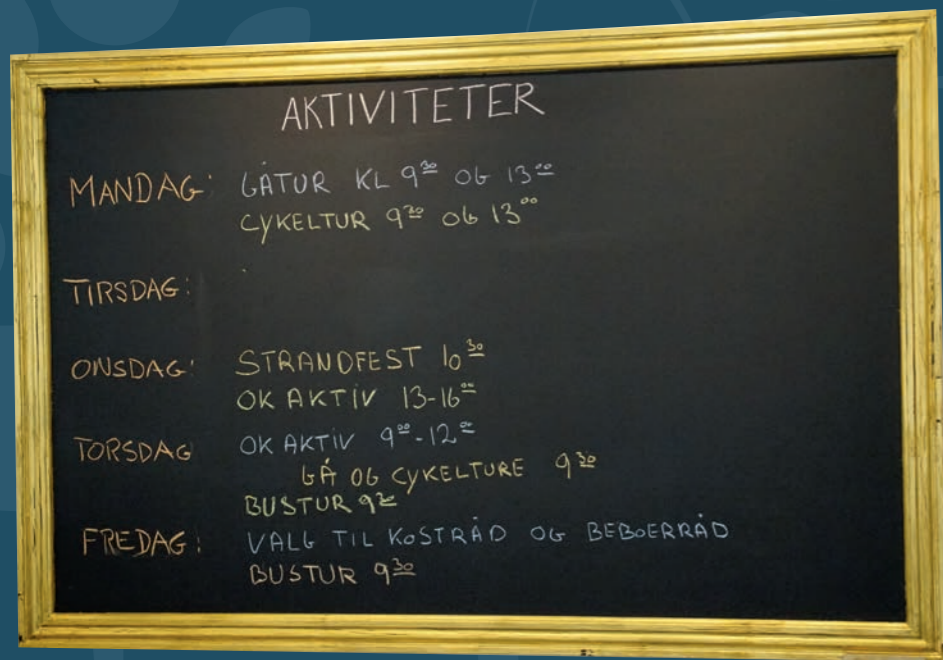 AKTIVITETER
MANDAG: GÅTUR KL 9³⁰ OG 13⁰⁰
CYKELTUR 9³⁰ OG 13⁰⁰
TIRSDAG:
ONSDAG: STRANDFEST 10³⁰
OK AKTIV 13-16⁰⁰
TORSDAG OK AKTIV 9⁰⁰-12⁰⁰
GÅ OG CYKELTURE 9³⁰
BUSTUR 9³⁰
FREDAG: VALG TIL KOSTRÅD OG BEBOERRÅD
BUSTUR 9³⁰